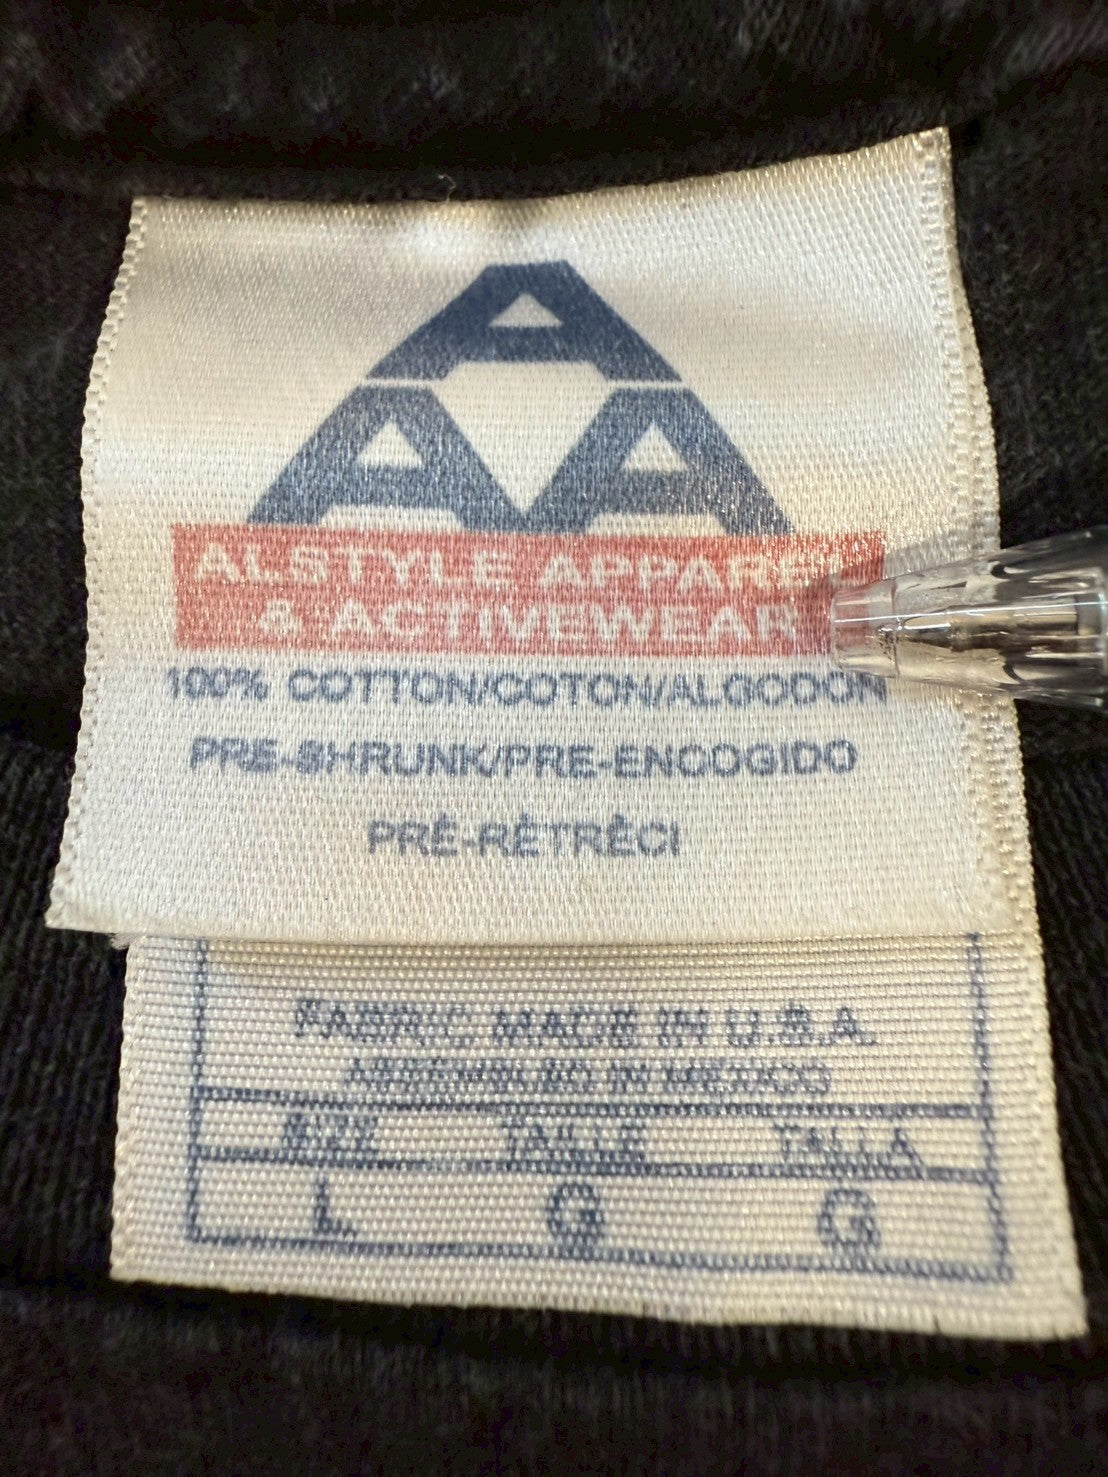 A
A A
ALSTYLE APPAREL
& ACTIVEWEAR
100% COTTON/COTON/ALGODÓN
PRE-SHRUNK/PRE-ENCOGIDO
PRÉ-RÉTRÉCI
FABRIC MADE IN U.S.A.
ASSEMBLED IN MEXICO
SIZE TAILLE TALLA
L G G